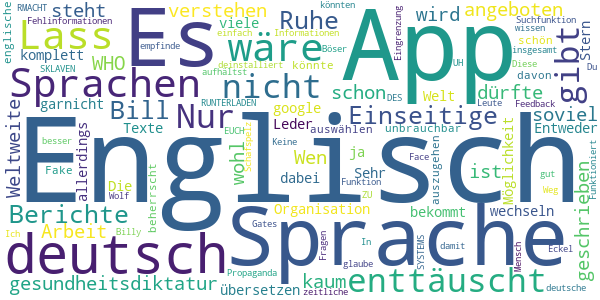 RMACHT steht verstehen Es Ruhe App angeboten Suchfunktion könnten
Fehlinformationen viele wird schön wissen Eingrenzung
englische Lass wäre einfach Informationen Böser insgesamt
komplett WHO empfinde deinstalliert könnte gibt Stern Du
SKLAVEN Sprachen nicht aufhältst UH davon Diese
Weltweite garnicht Bill google schon Welt DES dürfte Leute Feedback
Texte Nur RUNTERLADEN EUCH Leder auswählen Einseitige soviel
allerdings besser Keine unbrauchbar Entweder
Fake Die wohl Wen ja Face auszugehen Möglichkeit Funktioniert
Englisch
beherrscht dabei Sehr Funktion ist geschrieben
Wolf Billy Organisation ZU bekommt wechseln gut Weg
Berichte Gates Sprache
Ich Arbeit Fragen In damit Mensch Eckel
deutsch Propaganda glaube SYSTEMS deutsche
gesundheitsdiktatur übersetzen zeitliche kaum enttäuscht